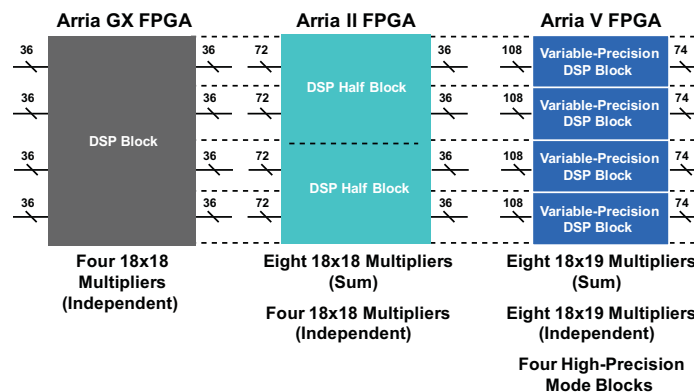 Arria GX FPGA
Arria II FPGA
Arria V FPGA
36 36 72 36 108 74
36 36 72 36 108 74
36 36 72 36 108 74
36 36 72 36 108 74
DSP Block
DSP Half Block
DSP Half Block
Variable-Precision
DSP Block
Variable-Precision
DSP Block
Variable-Precision
DSP Block
Variable-Precision
DSP Block
Four 18x18
Multipliers
(Independent)
Eight 18x18 Multipliers
(Sum)
Four 18x18 Multipliers
(Independent)
Eight 18x19 Multipliers
(Sum)
Eight 18x19 Multipliers
(Independent)
Four High-Precision
Mode Blocks